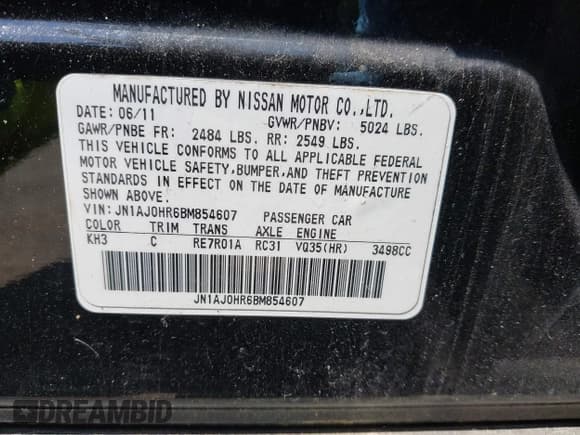 MANUFACTURED BY NISSAN MOTOR CO.,LTD.
DATE: 06/11 GVWR/PNBV: 5024 LBS.
GAWR/PNBE FR: 2484 LBS. RR: 2549 LBS.
THIS VEHICLE CONFORMS TO ALL APPLICABLE FEDERAL
MOTOR VEHICLE SAFETY,BUMPER,AND THEFT PREVENTION
STANDARDS IN EFFECT ON THE DATE OF MANUFACTURE
SHOWN ABOVE.
VIN: JN1AJ0HR6BM854607 PASSENGER CAR
COLOR TRIM TRANS AXLE ENGINE
KH3 C RE7R01A RC31 VQ35(HR) 3498CC
JN1AJ0HR6BM854607
DREAMBID